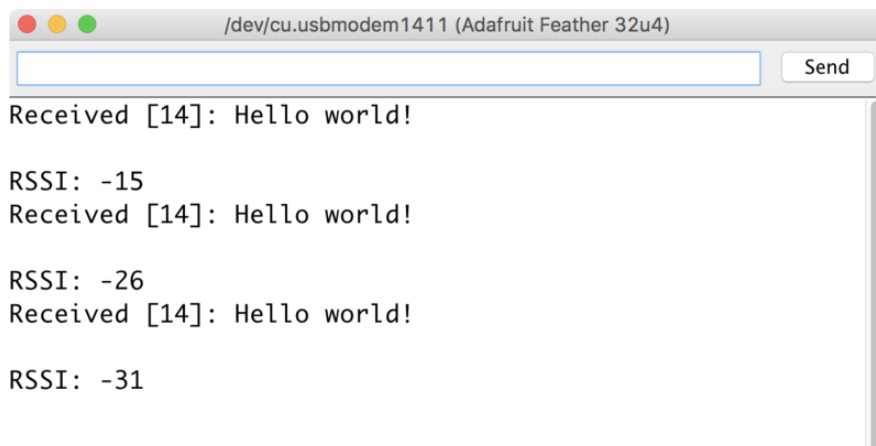 /dev/cu.usbmodem1411 (Adafruit Feather 32u4)
Send
Received [14]: Hello world!
RSSI: -15
Received [14]: Hello world!
RSSI: -26
Received [14]: Hello world!
RSSI: -31